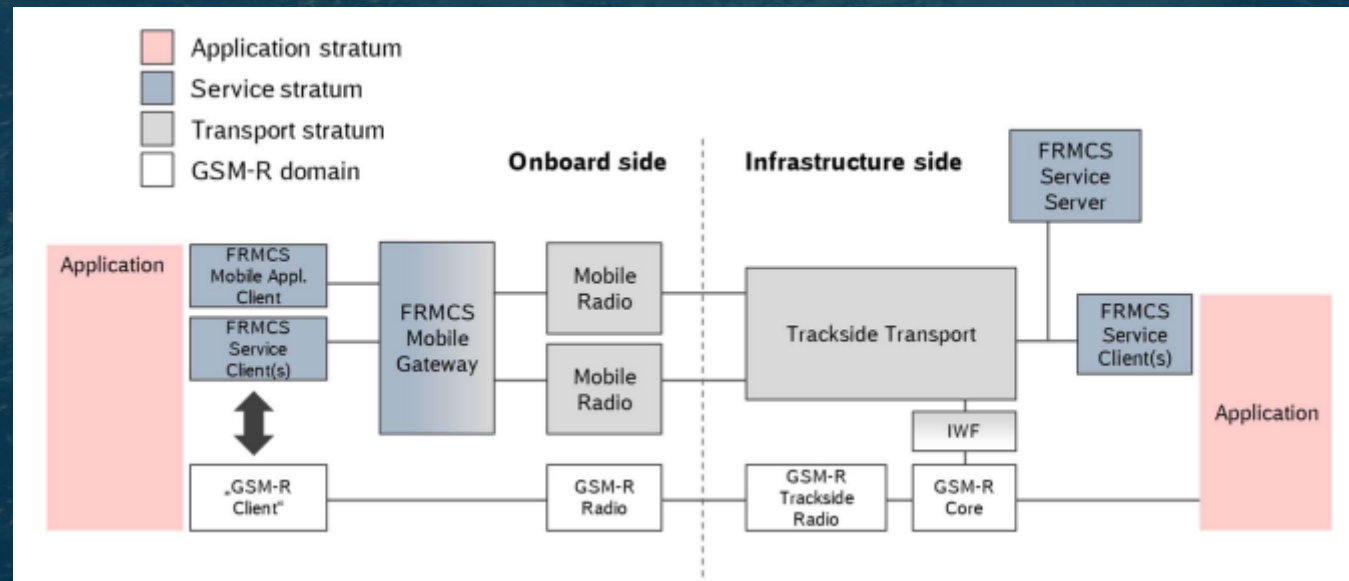 Application stratum
Service stratum
Transport stratum
GSM-R domain
Onboard side
Infrastructure side
FRMCS
Service
Server
Application
FRMCS
Mobile Appl.
Client
FRMCS
Service
Client(s)
FRMCS
Mobile
Gateway
Mobile
Radio
Mobile
Radio
Trackside Transport
FRMCS
Service
Client(s)
Application
IWF
„GSM-R
Client“
GSM-R
Radio
GSM-R
Trackside
Radio
GSM-R
Core